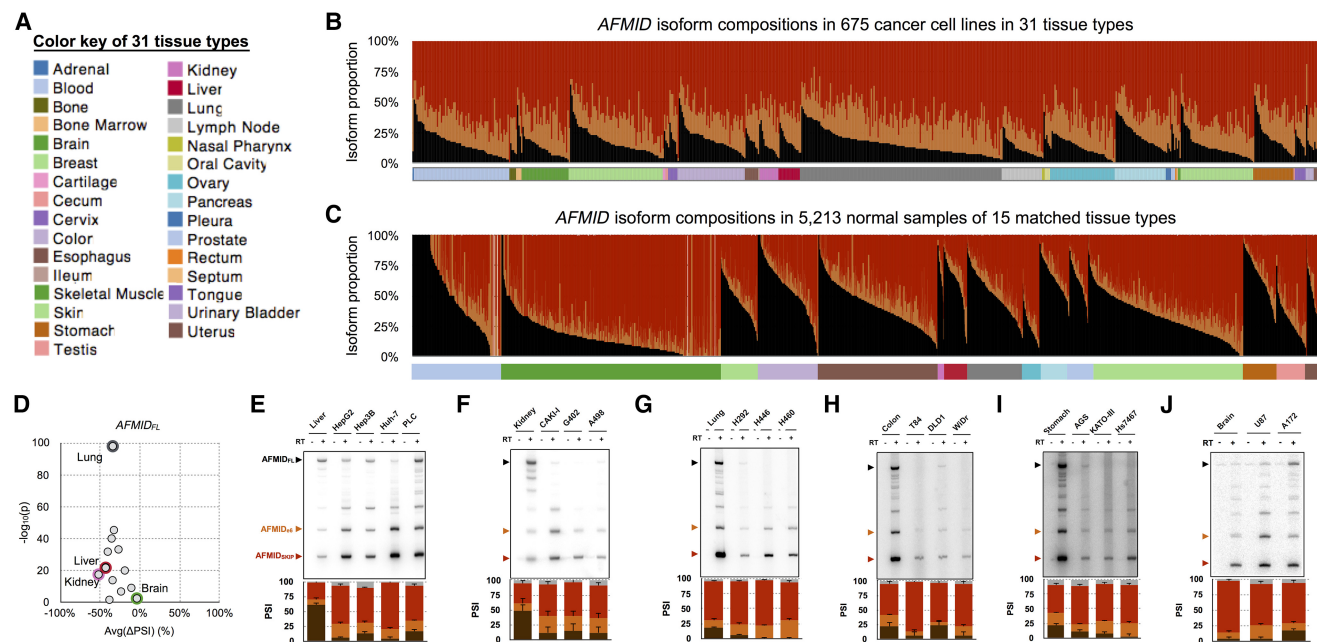 A
Color key of 31 tissue types
Adrenal
Blood
Bone
Bone Marrow
Brain
Breast
Cartilage
Cecum
Cervix
Color
Esophagus
Ileum
Skeletal Muscle
Skin
Stomach
Testis
Kidney
Liver
Lung
Lymph Node
Nasal Pharynx
Oral Cavity
Ovary
Pancreas
Pleura
Prostate
Rectum
Septum
Tongue
Urinary Bladder
Uterus
B
AFMID isoform compositions in 675 cancer cell lines in 31 tissue types
Isoform proportion
100%
75%
50%
25%
0%
C
AFMID isoform compositions in 5,213 normal samples of 15 matched tissue types
Isoform proportion
100%
75%
50%
25%
0%
D
AFMID_FL
-log10(p)
100
80
60
40
20
0
Lung
Liver
Kidney
Brain
-100% -50% 0% 50% 100%
Avg(ΔPSI) (%)
E
Liver HepG2 Hep3B Huh-7 PLC
RT - + - + - + - + - +
AFMID_FL
AFMID_s6
AFMID_SKIP
PSI
100
75
50
25
0
F
Kidney CAKI-I G402 A-498
RT - + - + - + - +
PSI
100
75
50
25
0
G
Lung H292 H446 H460
RT - + - + - + - +
PSI
100
75
50
25
0
H
Colon T84 DLD1 WiDr
RT - + - + - + - +
PSI
100
75
50
25
0
I
Stomach AGS KATO-III Hs746T
RT - + - + - + - +
PSI
100
75
50
25
0
J
Brain U87 A172
RT - + - + - +
PSI
100
75
50
25
0